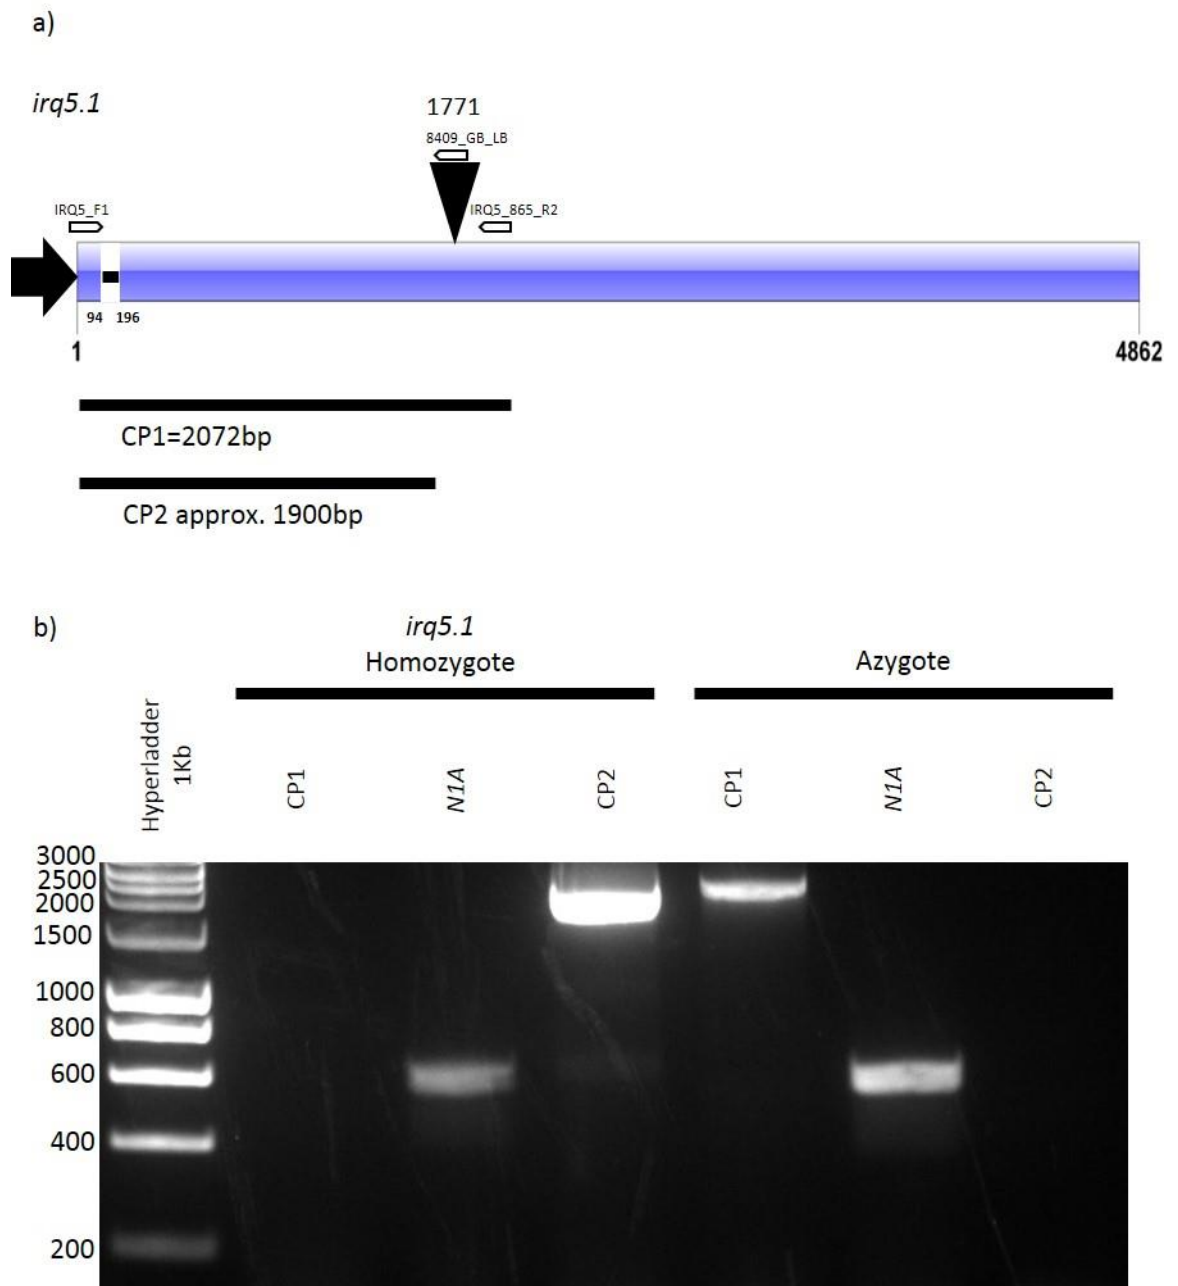 a)
irq5.1
1771
8409_GB_LB
IRQ5_F1
IRQ5_865_R2
94 196
1 4862
CP1=2072bp
CP2 approx. 1900bp
b)
irq5.1
Homozygote
Azygote
Hyperladder
1Kb
CP1
N1A
CP2
CP1
N1A
CP2
3000
2500
2000
1500
1000
800
600
400
200